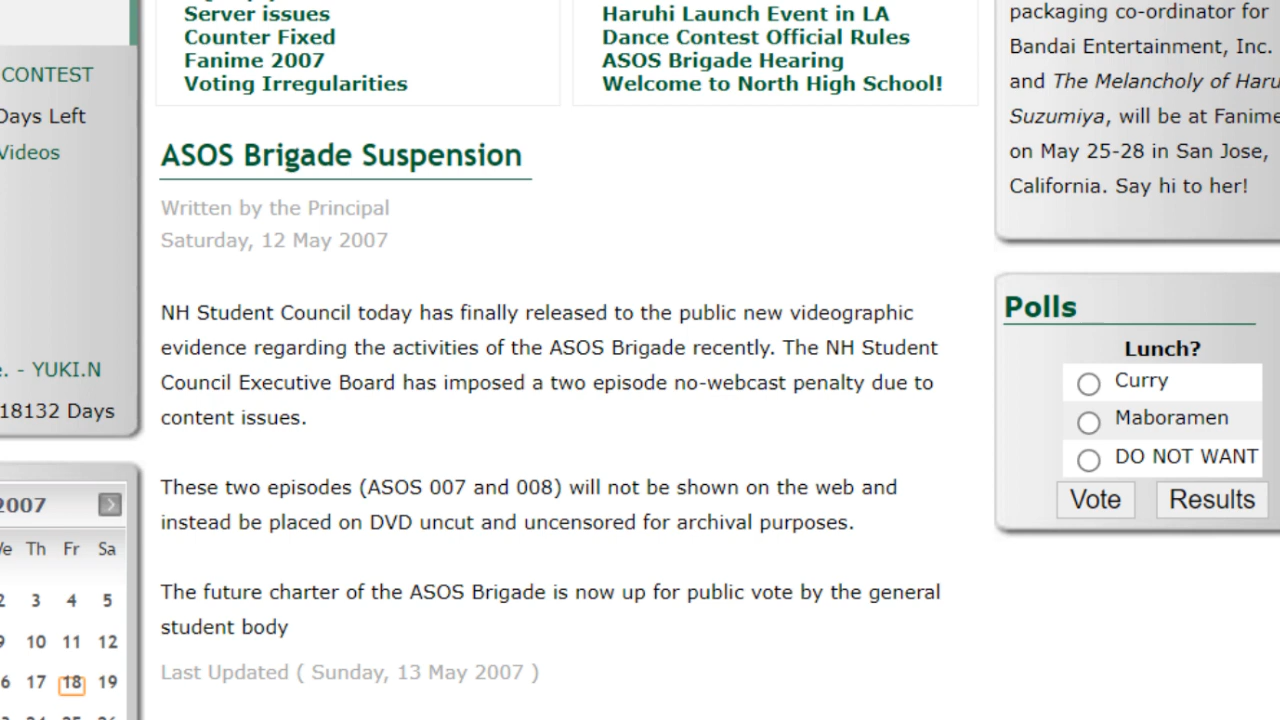 CONTEST
Days Left
Videos
- YUKI.N
18132 Days
2007
Th Fr Sa
3 4 5
10 11 12
17 18 19
Server issues
Counter Fixed
Fanime 2007
Voting Irregularities
Haruhi Launch Event in LA
Dance Contest Official Rules
ASOS Brigade Hearing
Welcome to North High School!
ASOS Brigade Suspension
Written by the Principal
Saturday, 12 May 2007
NH Student Council today has finally released to the public new videographic
evidence regarding the activities of the ASOS Brigade recently. The NH Student
Council Executive Board has imposed a two episode no-webcast penalty due to
content issues.
These two episodes (ASOS 007 and 008) will not be shown on the web and
instead be placed on DVD uncut and uncensored for archival purposes.
The future charter of the ASOS Brigade is now up for public vote by the general
student body
Last Updated ( Sunday, 13 May 2007 )
packaging co-ordinator for
Bandai Entertainment, Inc.
and The Melancholy of Haru
Suzumiya, will be at Fanime
on May 25-28 in San Jose,
California. Say hi to her!
Polls
Lunch?
Curry
Maboramen
DO NOT WANT
Vote Results